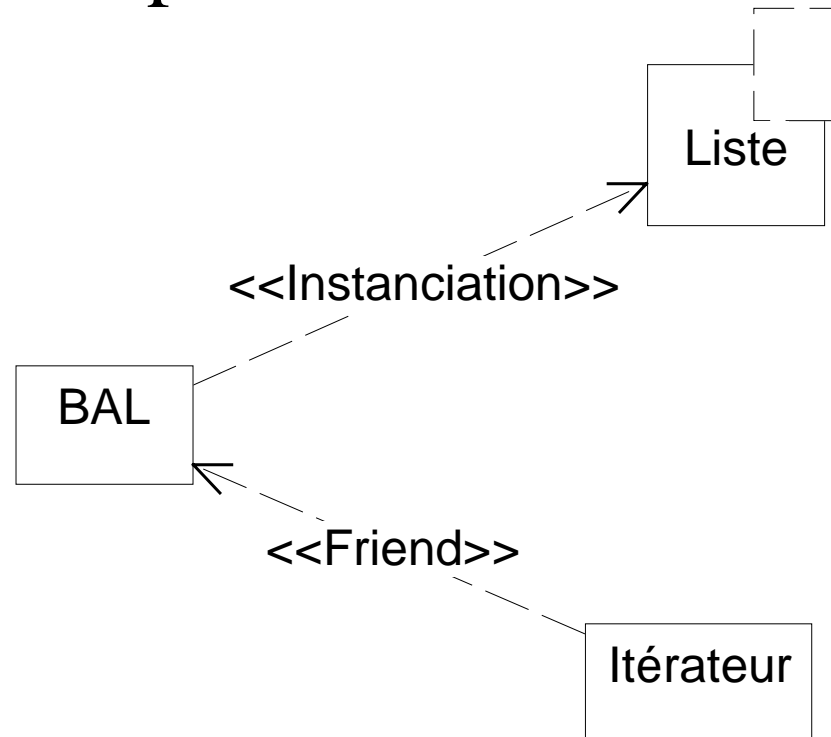 Liste
<<Instanciation>>
BAL
<<Friend>>
Itérateur